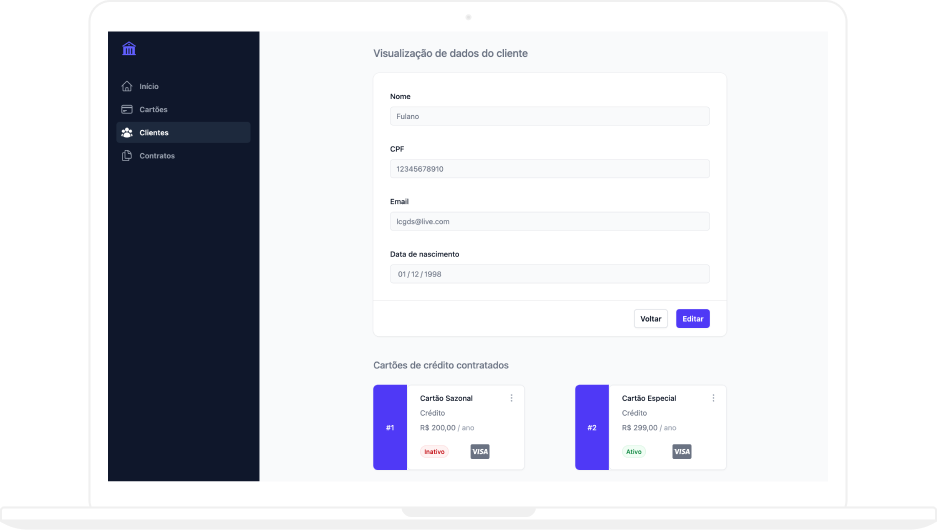 Início
Cartões
Clientes
Contratos
Visualização de dados do cliente
Nome
Fulano
CPF
12345678910
Email
lcgds@live.com
Data de nascimento
01 / 12 / 1998
Voltar
Editar
Cartões de crédito contratados
#1
Cartão Sazonal
Crédito
R$ 200,00 / ano
Inativo
VISA
#2
Cartão Especial
Crédito
R$ 299,00 / ano
Ativo
VISA